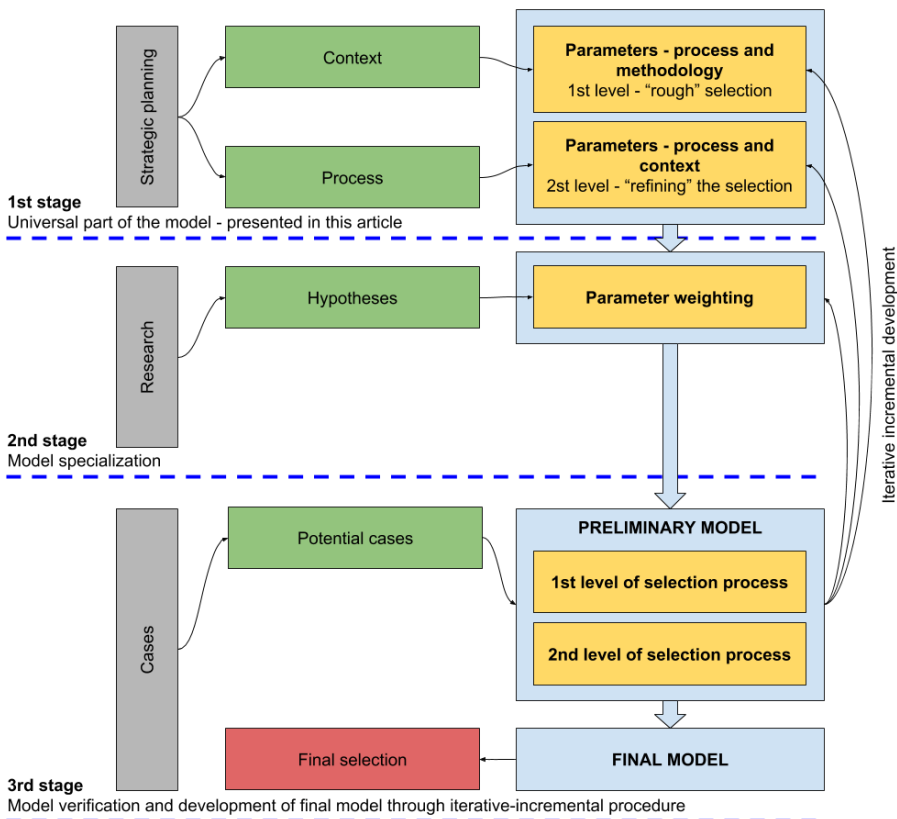 Strategic planning
Context
Parameters - process and
methodology
1st level - “rough” selection
Process
Parameters - process and
context
2st level - “refining” the selection
1st stage
Universal part of the model - presented in this article
Research
Hypotheses
Parameter weighting
Iterative incremental development
2nd stage
Model specialization
Cases
Potential cases
PRELIMINARY MODEL
1st level of selection process
2nd level of selection process
Final selection
FINAL MODEL
3rd stage
Model verification and development of final model through iterative-incremental procedure